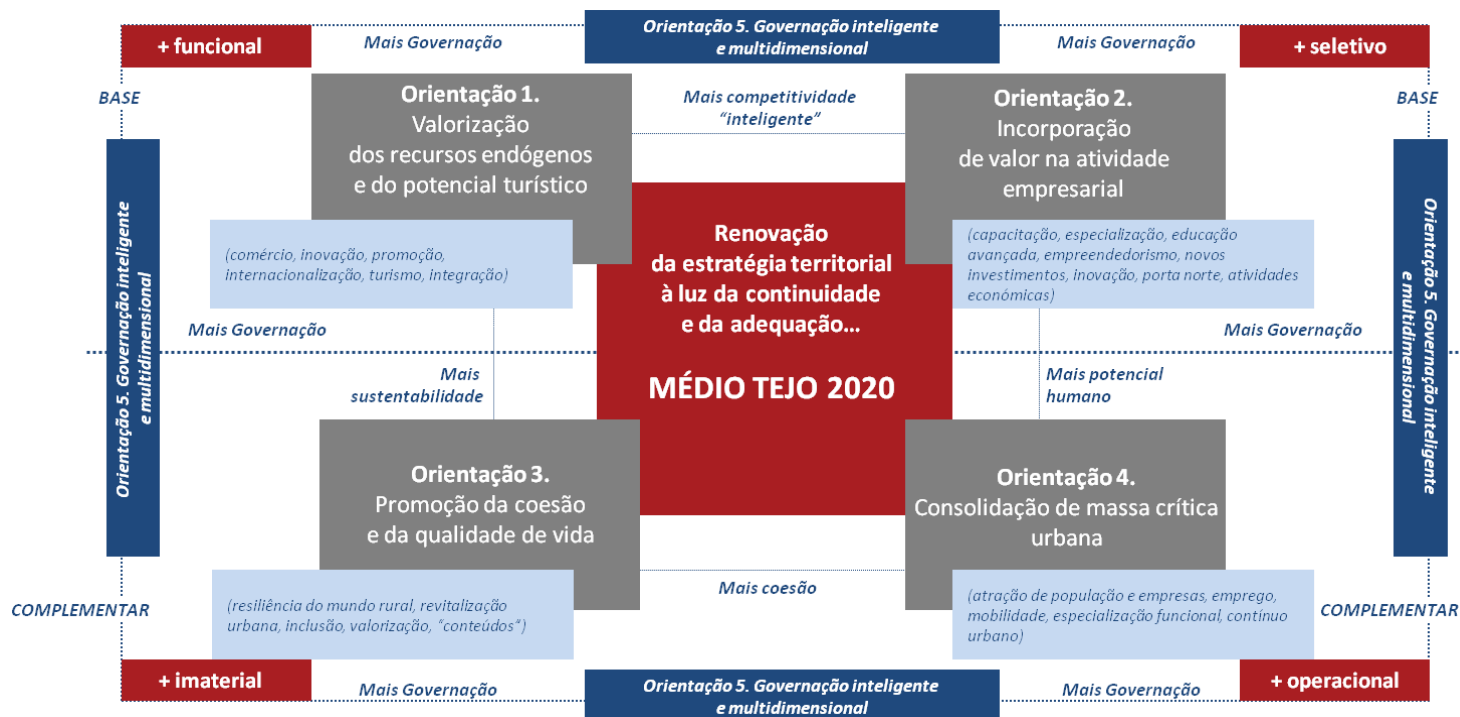 Orientação 5. Governação inteligente
e multidimensional
+ funcional
Mais Governação
Mais Governação
+ seletivo
BASE
BASE
Orientação 1.
Valorização
dos recursos endógenos
e do potencial turístico
Mais competitividade
“inteligente”
Orientação 2.
Incorporação
de valor na atividade
empresarial
(comércio, inovação, promoção,
internacionalização, turismo, integração)
Renovação
da estratégia territorial
à luz da continuidade
e da adequação...
MÉDIO TEJO 2020
(capacitação, especialização, educação
avançada, empreendedorismo, novos
investimentos, inovação, porta norte, atividades
económicas)
Orientação 5. Governação inteligente
e multidimensional
Orientação 5. Governação inteligente
e multidimensional
Mais Governação
Mais Governação
Mais
sustentabilidade
Mais potencial
humano
Orientação 3.
Promoção da coesão
e da qualidade de vida
Orientação 4.
Consolidação de massa crítica
urbana
Mais coesão
COMPLEMENTAR
COMPLEMENTAR
(resiliência do mundo rural, revitalização
urbana, inclusão, valorização, “conteúdos“)
(atração de população e empresas, emprego,
mobilidade, especialização funcional, contínuo
urbano)
+ imaterial
Mais Governação
Orientação 5. Governação inteligente
e multidimensional
Mais Governação
+ operacional